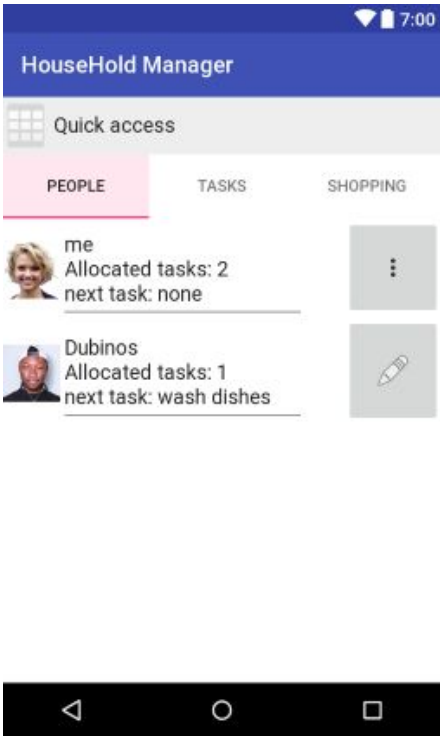 7:00
HouseHold Manager
Quick access
PEOPLE TASKS SHOPPING
me
Allocated tasks: 2
next task: none
Dubinos
Allocated tasks: 1
next task: wash dishes